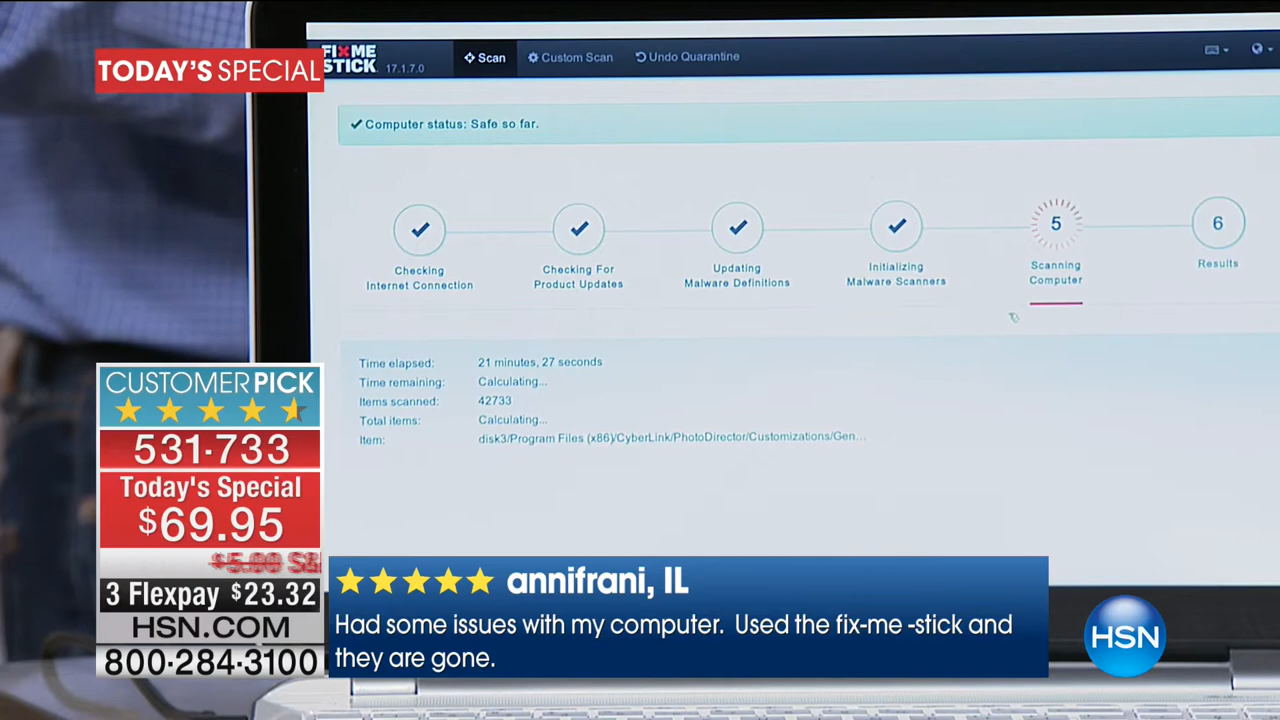 TODAY'S SPECIAL
FIXME
STICK 17.1.7.0
Scan
Custom Scan
Undo Quarantine
Computer status: Safe so far.
5
6
Checking
Internet Connection
Checking For
Product Updates
Updating
Malware Definitions
Initializing
Malware Scanners
Scanning
Computer
Results
Time elapsed: 21 minutes, 27 seconds
Time remaining: Calculating...
Items scanned: 42733
Total items: Calculating...
Item: disk3/Program Files (x86)/CyberLink/PhotoDirector/Customizations/Gen...
CUSTOMER PICK
531·733
Today's Special
$69.95
$5.00 S&
3 Flexpay $23.32
HSN.COM
800·284·3100
annifrani, IL
Had some issues with my computer. Used the fix-me -stick and
they are gone.
HSN